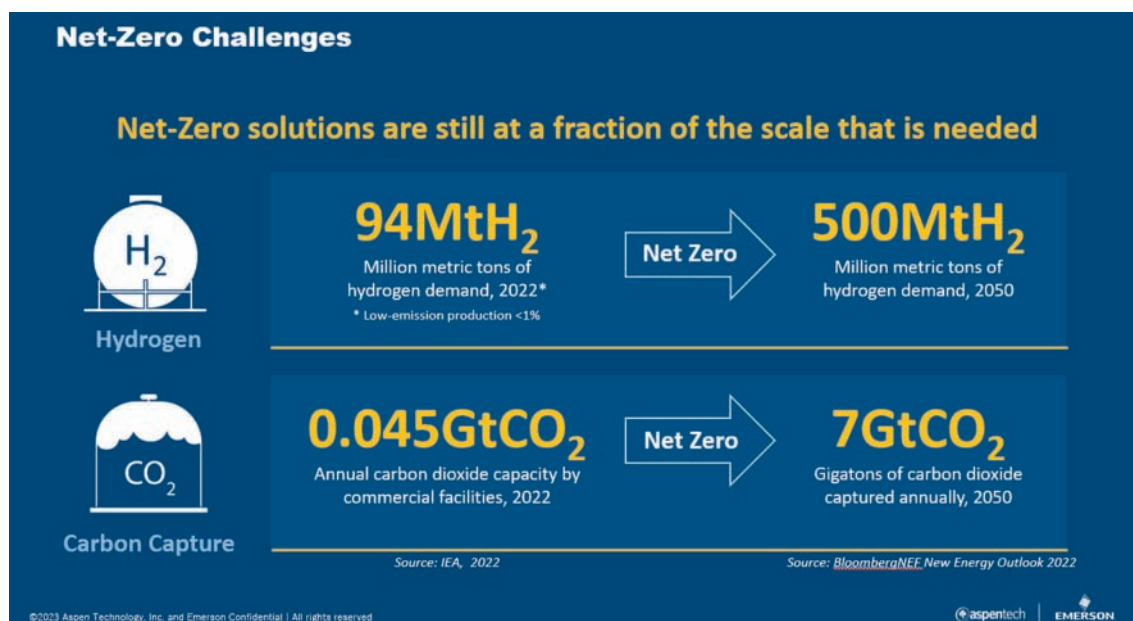 Net-Zero Challenges
Net-Zero solutions are still at a fraction of the scale that is needed
H2
Hydrogen
94MtH2
Million metric tons of
hydrogen demand, 2022*
* Low-emission production <1%
Net Zero
500MtH2
Million metric tons of
hydrogen demand, 2050
CO2
Carbon Capture
0.045GtCO2
Annual carbon dioxide capacity by
commercial facilities, 2022
Net Zero
7GtCO2
Gigatons of carbon dioxide
captured annually, 2050
Source: IEA, 2022
Source: BloombergNEF New Energy Outlook 2022
©2023 Aspen Technology, Inc. and Emerson Confidential | All rights reserved
aspentech
EMERSON